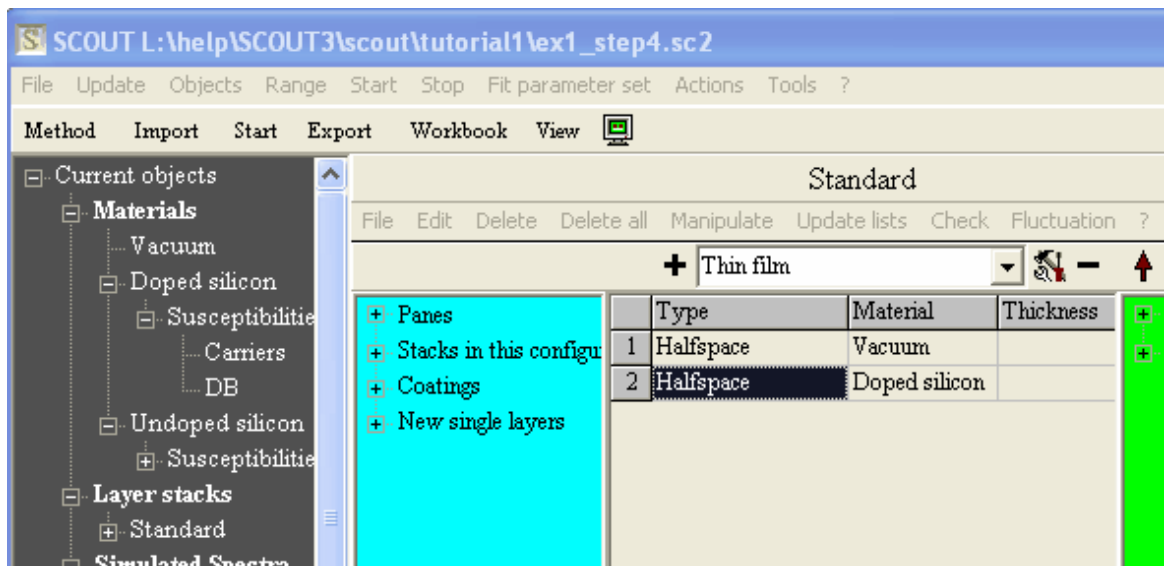 SCOUT L:\help\SCOUT3\scout\tutorial1\ex1_step4.sc2
File Update Objects Range Start Stop Fit parameter set Actions Tools ?
Method Import Start Export Workbook View
Current objects
Materials
Vacuum
Doped silicon
Susceptibilitie
Carriers
DB
Undoped silicon
Susceptibilitie
Layer stacks
Standard
Simulated Spectra
Standard
File Edit Delete Delete all Manipulate Update lists Check Fluctuation ?
Thin film
Panes
Stacks in this configu
Coatings
New single layers
Type Material Thickness
1 Halfspace Vacuum
2 Halfspace Doped silicon